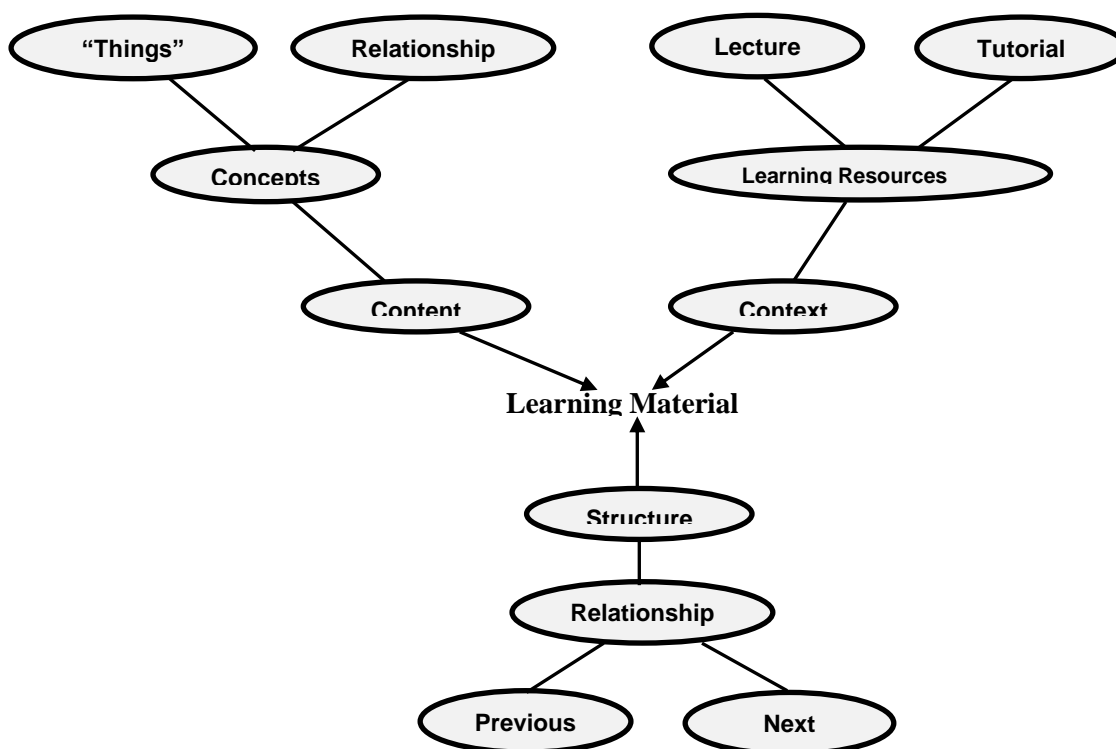 “Things”
Relationship
Lecture
Tutorial
Concepts
Learning Resources
Content
Context
Learning Material
Structure
Relationship
Previous
Next